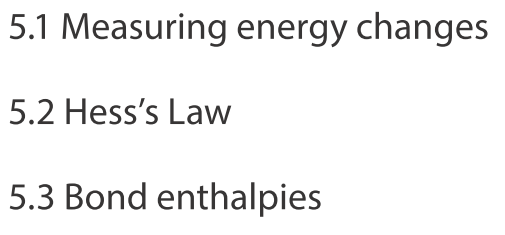 5.1 Measuring energy changes
5.2 Hess’s Law
5.3 Bond enthalpies